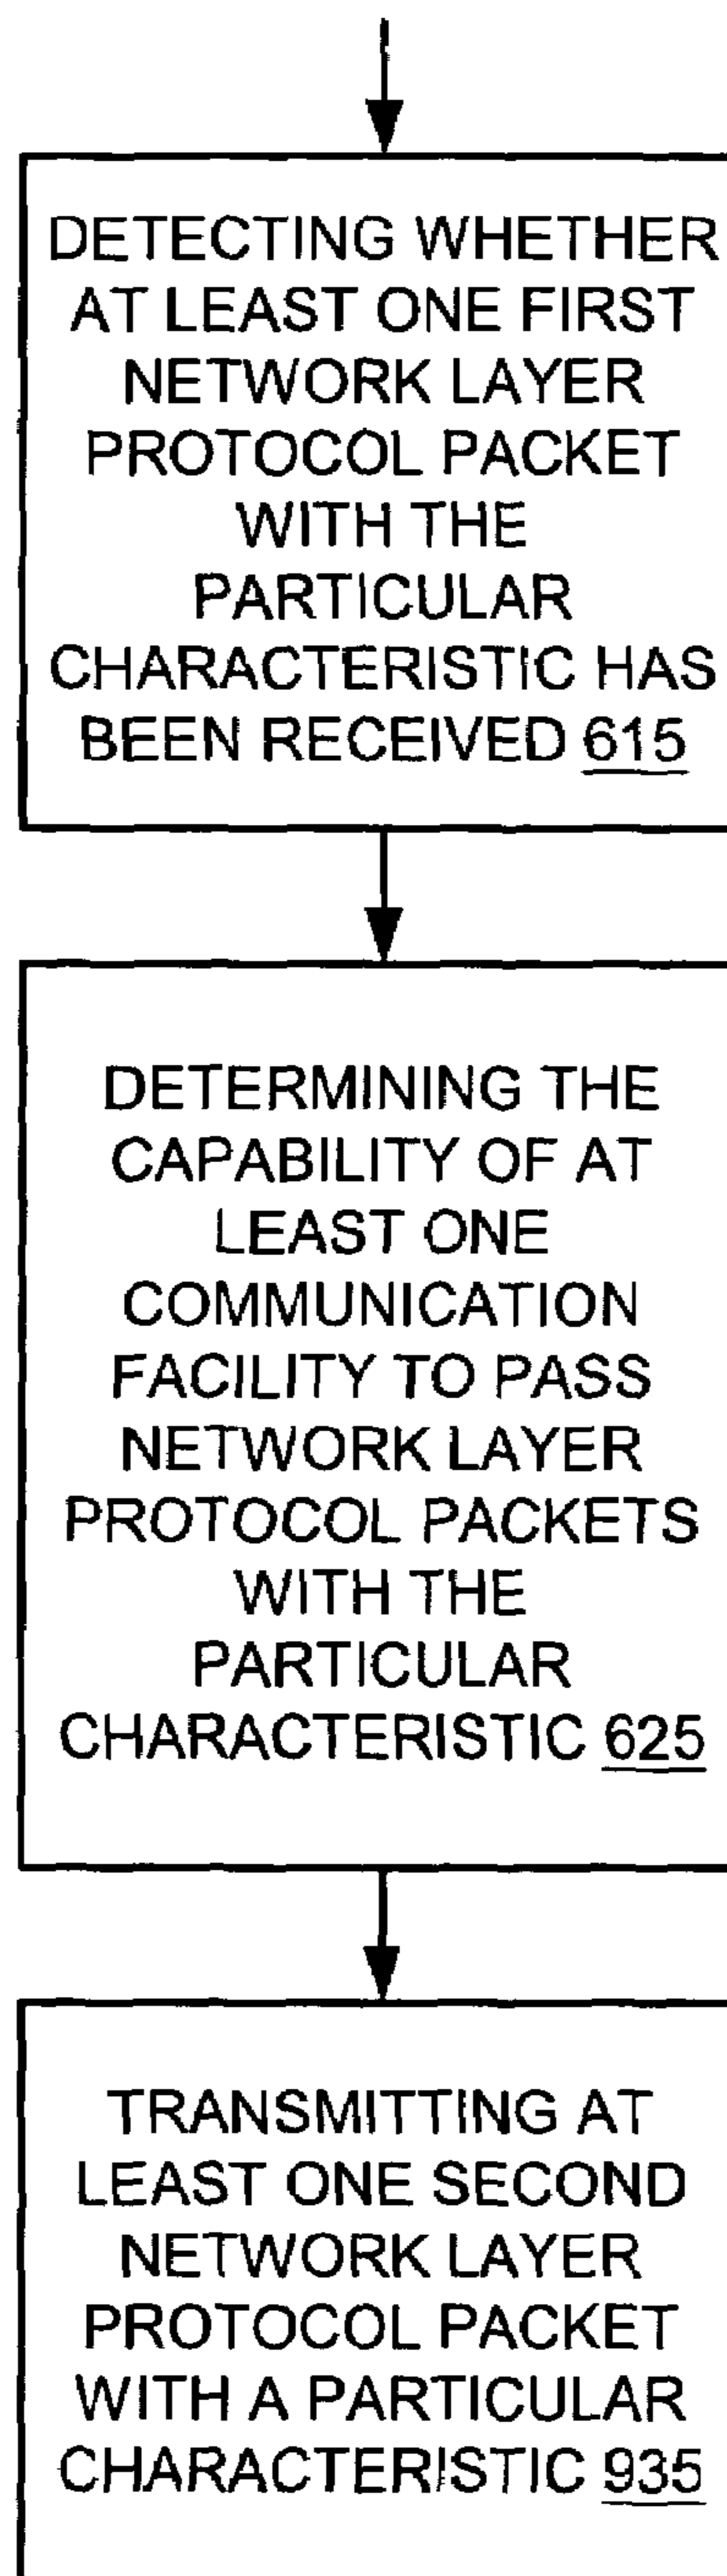 DETECTING WHETHER
AT LEAST ONE FIRST
NETWORK LAYER
PROTOCOL PACKET
WITH THE
PARTICULAR
CHARACTERISTIC HAS
BEEN RECEIVED 615
DETERMINING THE
CAPABILITY OF AT
LEAST ONE
COMMUNICATION
FACILITY TO PASS
NETWORK LAYER
PROTOCOL PACKETS
WITH THE
PARTICULAR
CHARACTERISTIC 625
TRANSMITTING AT
LEAST ONE SECOND
NETWORK LAYER
PROTOCOL PACKET
WITH A PARTICULAR
CHARACTERISTIC 935